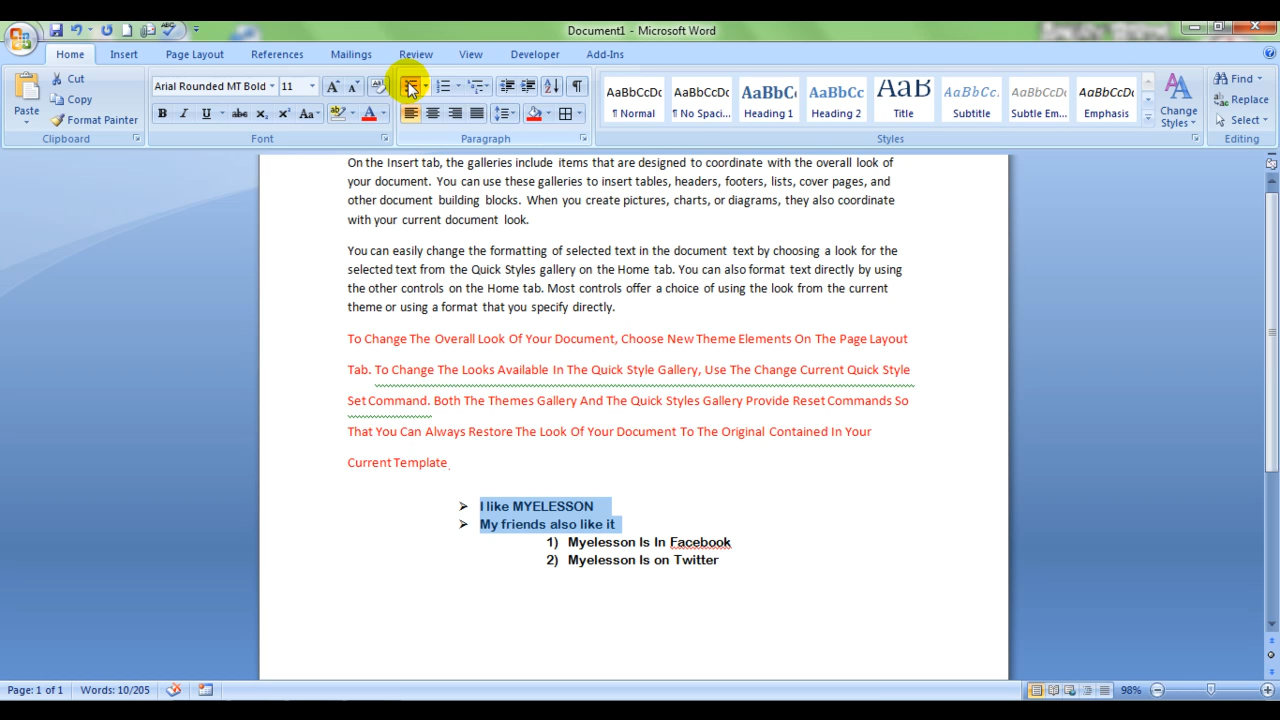 Document1 - Microsoft Word
Home Insert Page Layout References Mailings Review View Developer Add-Ins
Paste
Cut
Copy
Format Painter
Clipboard
Arial Rounded MT Bold 11
Font
Paragraph
AaBbCcDc AaBbCcDc AaBbC AaBbCc AaB AaBbCc. AaBbCcDc AaBbCcDc
¶ Normal ¶ No Spaci... Heading 1 Heading 2 Title Subtitle Subtle Em... Emphasis
Change Styles
Styles
Find
Replace
Select
Editing
On the Insert tab, the galleries include items that are designed to coordinate with the overall look of
your document. You can use these galleries to insert tables, headers, footers, lists, cover pages, and
other document building blocks. When you create pictures, charts, or diagrams, they also coordinate
with your current document look.
You can easily change the formatting of selected text in the document text by choosing a look for the
selected text from the Quick Styles gallery on the Home tab. You can also format text directly by using
the other controls on the Home tab. Most controls offer a choice of using the look from the current
theme or using a format that you specify directly.
To Change The Overall Look Of Your Document, Choose New Theme Elements On The Page Layout
Tab. To Change The Looks Available In The Quick Style Gallery, Use The Change Current Quick Style
Set Command. Both The Themes Gallery And The Quick Styles Gallery Provide Reset Commands So
That You Can Always Restore The Look Of Your Document To The Original Contained In Your
Current Template.
➢ I like MYELESSON
➢ My friends also like it
1) Myelesson Is In Facebook
2) Myelesson Is on Twitter
Page: 1 of 1 Words: 10/205 98%